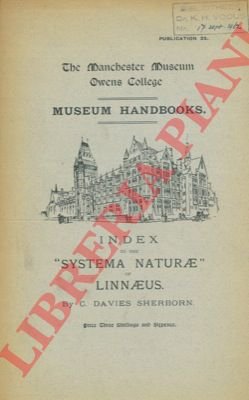 PUBLICATION 25.
The Manchester Museum
Owens College
MUSEUM HANDBOOKS.
INDEX
TO THE
"SYSTEMA NATURÆ"
OF
LINNÆUS.
By C. DAVIES SHERBORN.
Price Three Shillings and Sixpence.
LIBRERIA PIANI